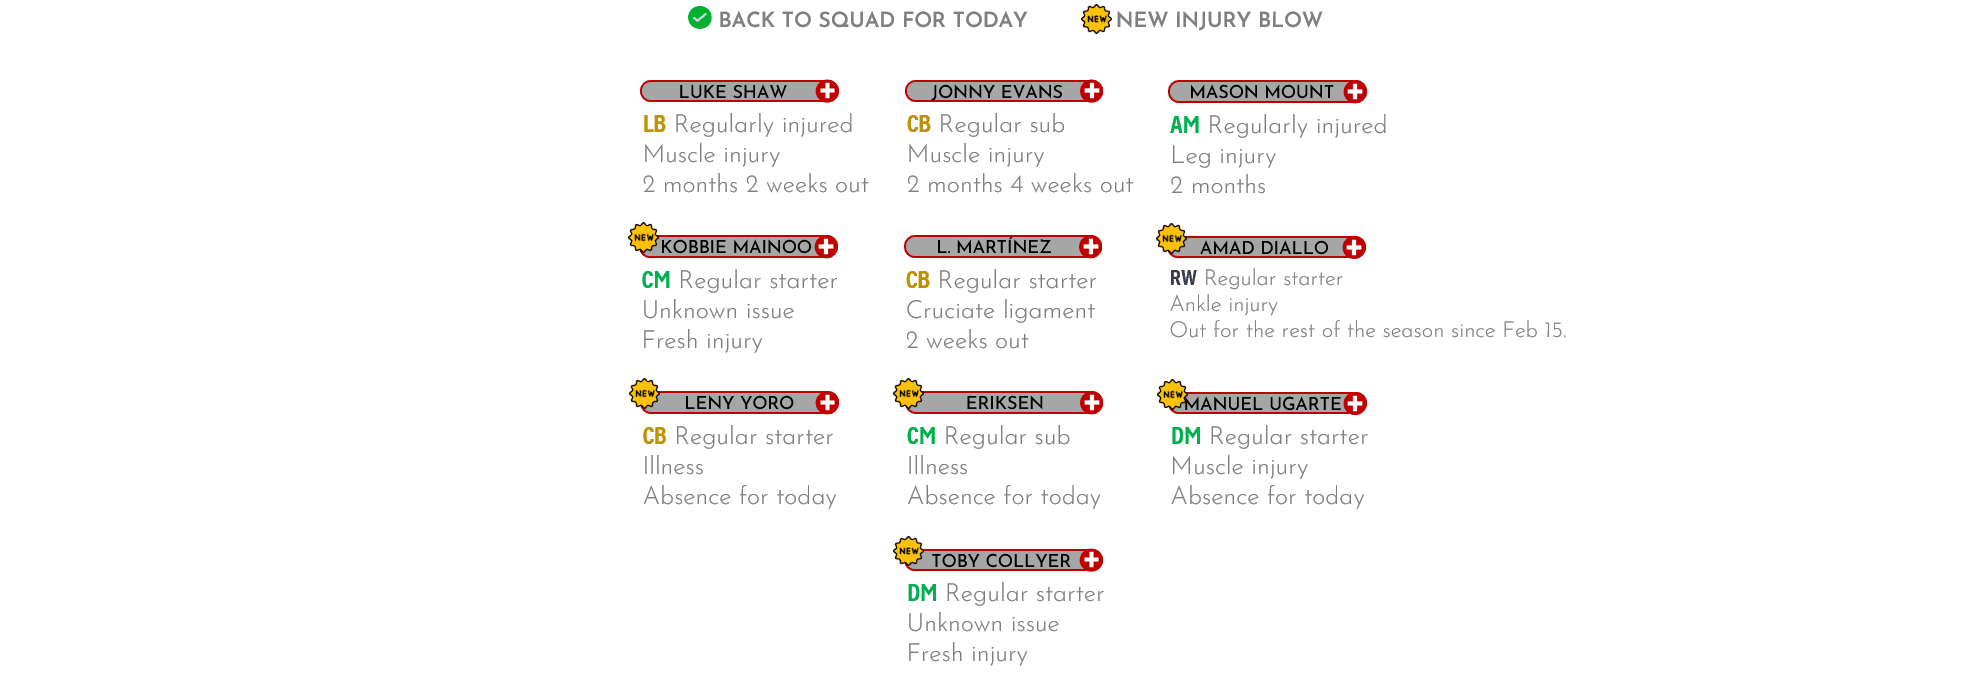 BACK TO SQUAD FOR TODAY
NEW NEW INJURY BLOW
LUKE SHAW
LB Regularly injured
Muscle injury
2 months 2 weeks out
JONNY EVANS
CB Regular sub
Muscle injury
2 months 4 weeks out
MASON MOUNT
AM Regularly injured
Leg injury
2 months
NEW
KOBBIE MAINOO
CM Regular starter
Unknown issue
Fresh injury
L. MARTÍNEZ
CB Regular starter
Cruciate ligament
2 weeks out
NEW
AMAD DIALLO
RW Regular starter
Ankle injury
Out for the rest of the season since Feb 15.
NEW
LENY YORO
CB Regular starter
Illness
Absence for today
NEW
ERIKSEN
CM Regular sub
Illness
Absence for today
NEW
MANUEL UGARTE
DM Regular starter
Muscle injury
Absence for today
NEW
TOBY COLLYER
DM Regular starter
Unknown issue
Fresh injury